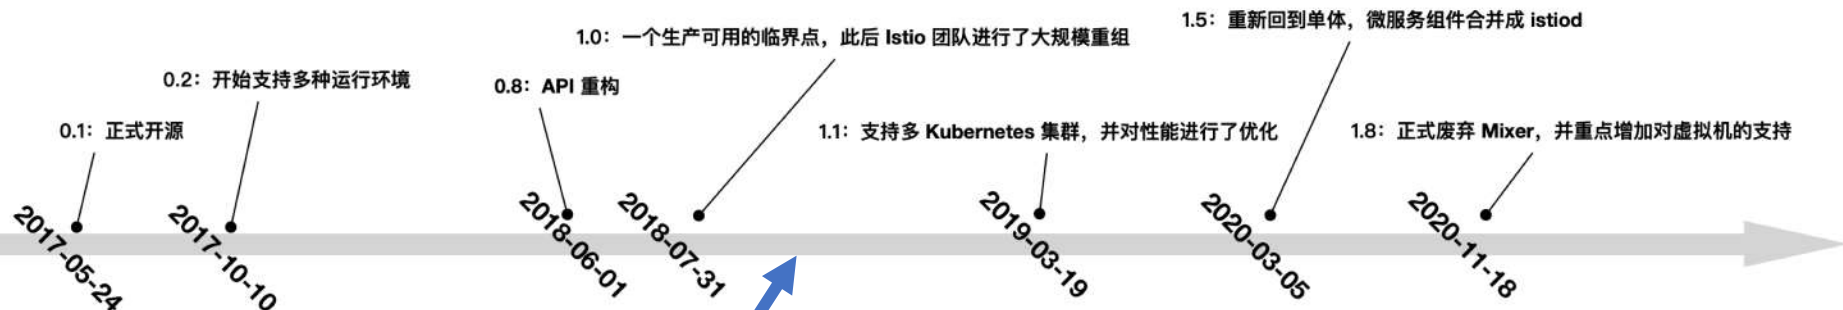 0.1：正式开源
0.2：开始支持多种运行环境
0.8：API 重构
1.0：一个生产可用的临界点，此后 Istio 团队进行了大规模重组
1.1：支持多 Kubernetes 集群，并对性能进行了优化
1.5：重新回到单体，微服务组件合并成 istiod
1.8：正式废弃 Mixer，并重点增加对虚拟机的支持
2017-05-24
2017-10-10
2018-06-01
2018-07-31
2019-03-19
2020-03-05
2020-11-18